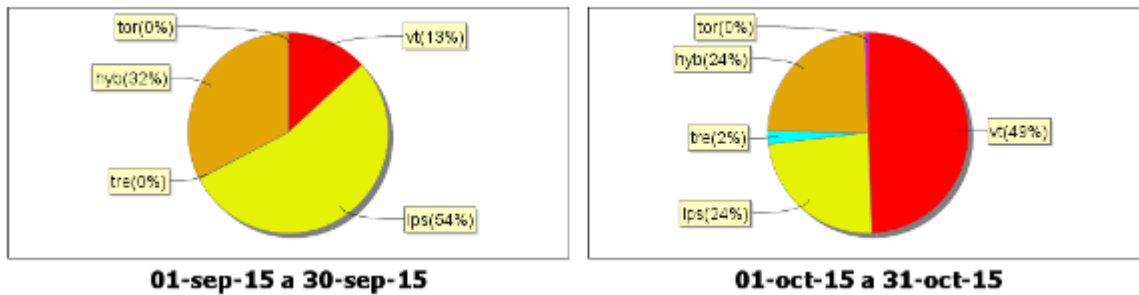 tor(0%)
vt(13%)
hyb(32%)
tre(0%)
lps(54%)
01-sep-15 a 30-sep-15
tor(0%)
hyb(24%)
tre(2%)
vt(49%)
lps(24%)
01-oct-15 a 31-oct-15